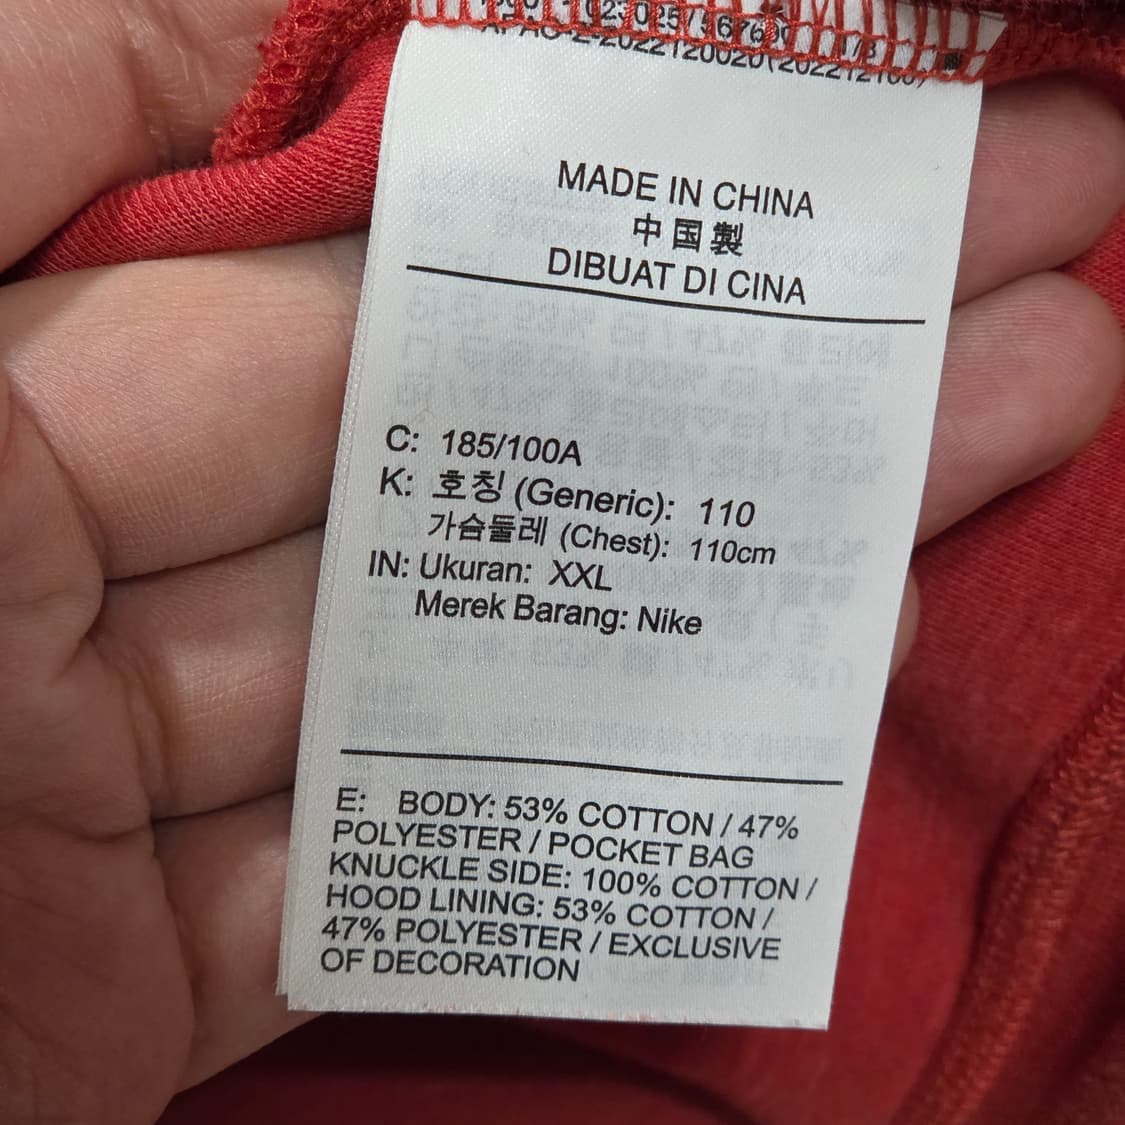 MADE IN CHINA
中国製
DIBUAT DI CINA
C: 185/100A
K: 호칭 (Generic): 110
가슴둘레 (Chest): 110cm
IN: Ukuran: XXL
Merek Barang: Nike
E: BODY: 53% COTTON / 47%
POLYESTER / POCKET BAG
KNUCKLE SIDE: 100% COTTON /
HOOD LINING: 53% COTTON /
47% POLYESTER / EXCLUSIVE
OF DECORATION